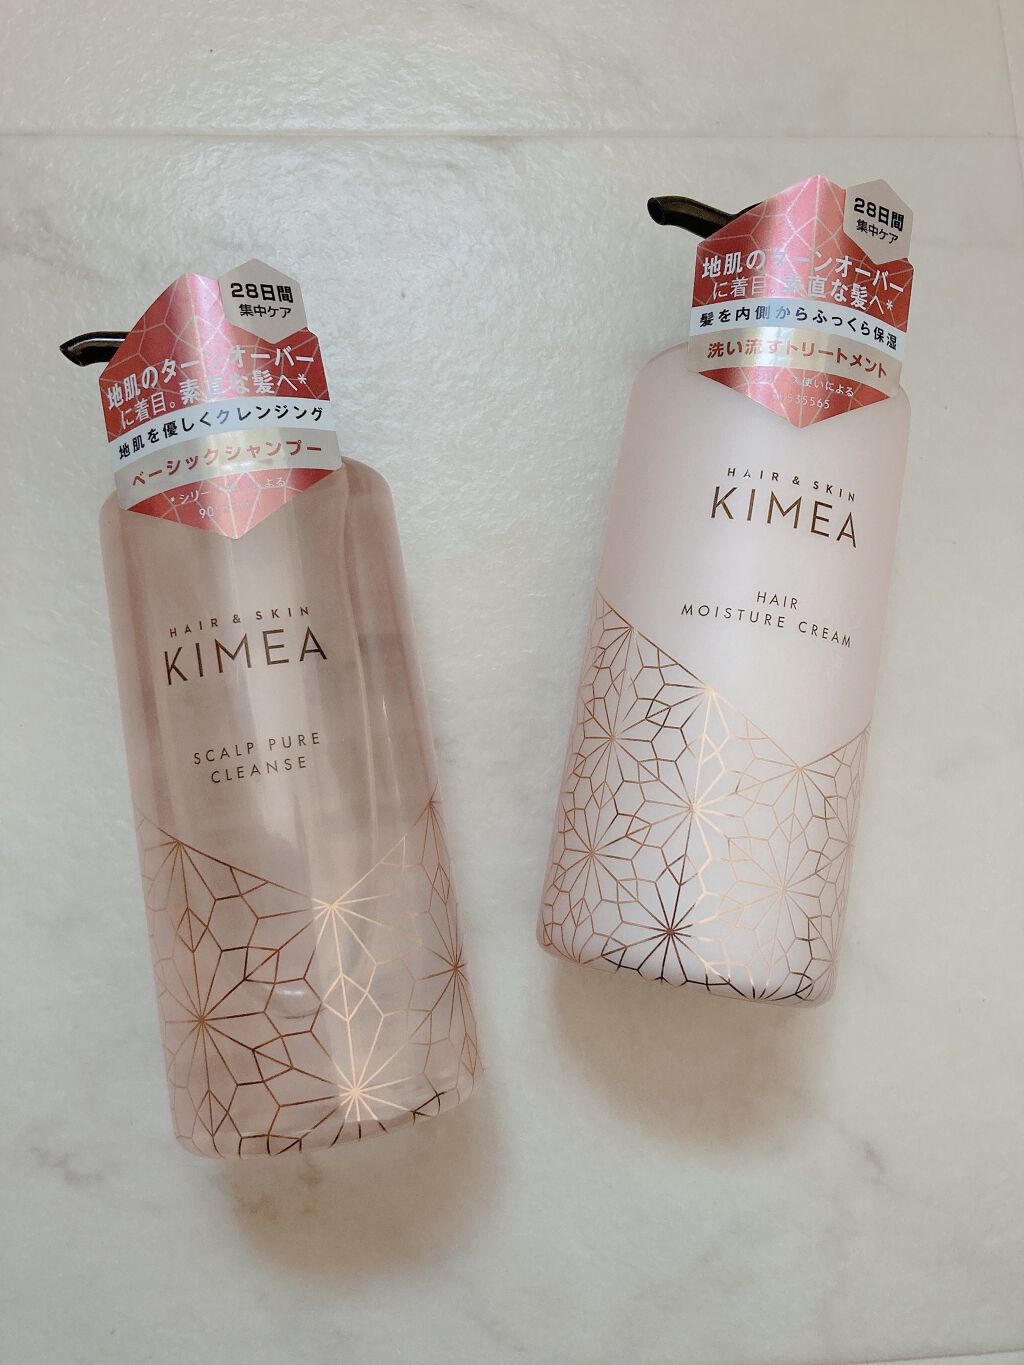 28日間
集中ケア
地肌のターンオーバー
に着目。素直な髪へ*
地肌を優しくクレンジング
ベーシックシャンプー
HAIR & SKIN
KIMEA
SCALP PURE
CLEANSE
28日間
集中ケア
地肌のターンオーバー
に着目。素直な髪へ*
髪を内側からふっくら保湿
洗い流すトリートメント
使いによる
HAIR & SKIN
KIMEA
HAIR
MOISTURE CREAM